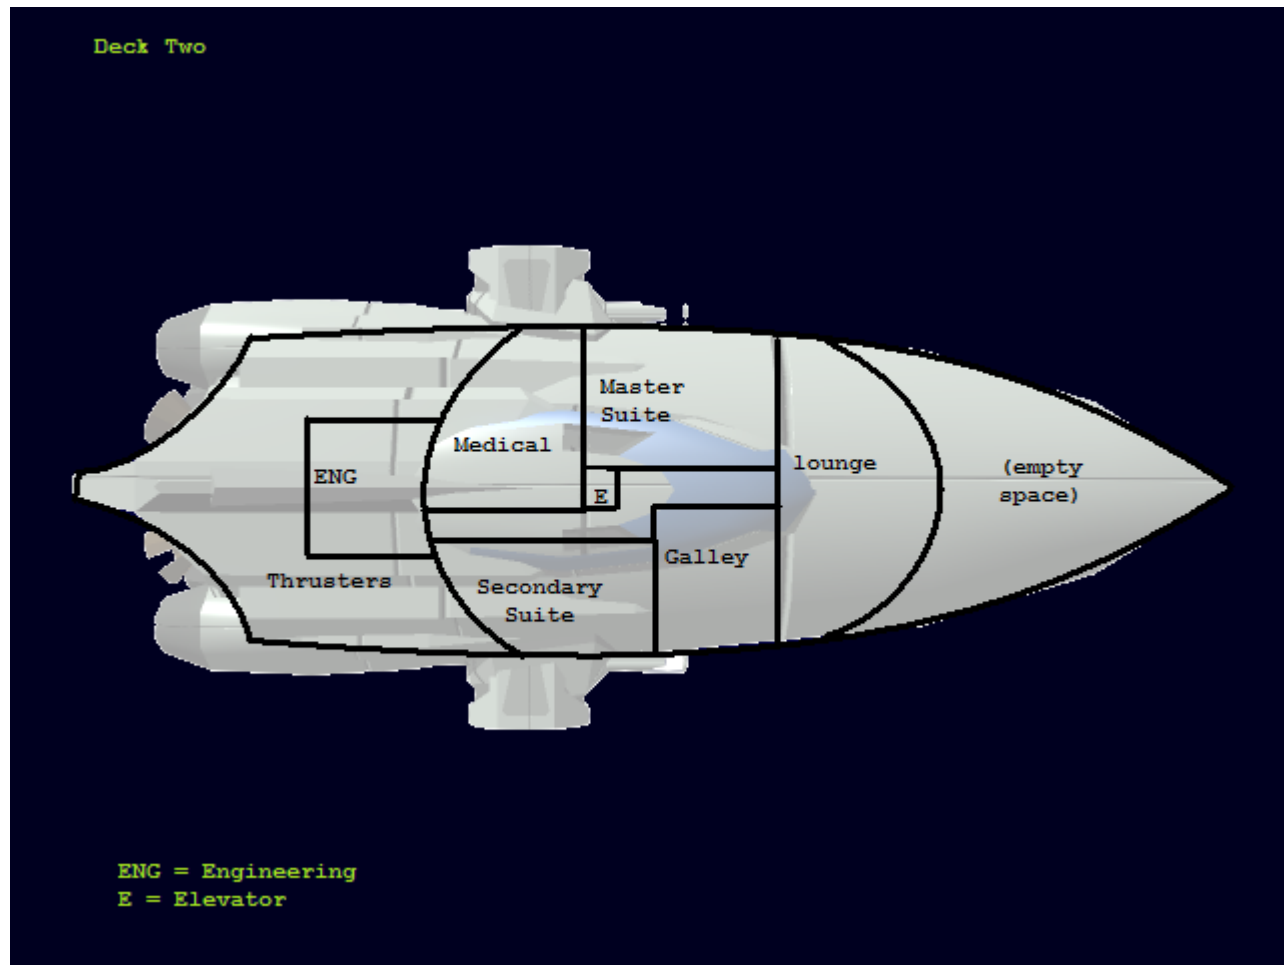 Deck Two
Master
Suite
Medical
lounge
(empty
space)
ENG
E
Galley
Thrusters
Secondary
Suite
ENG = Engineering
E = Elevator